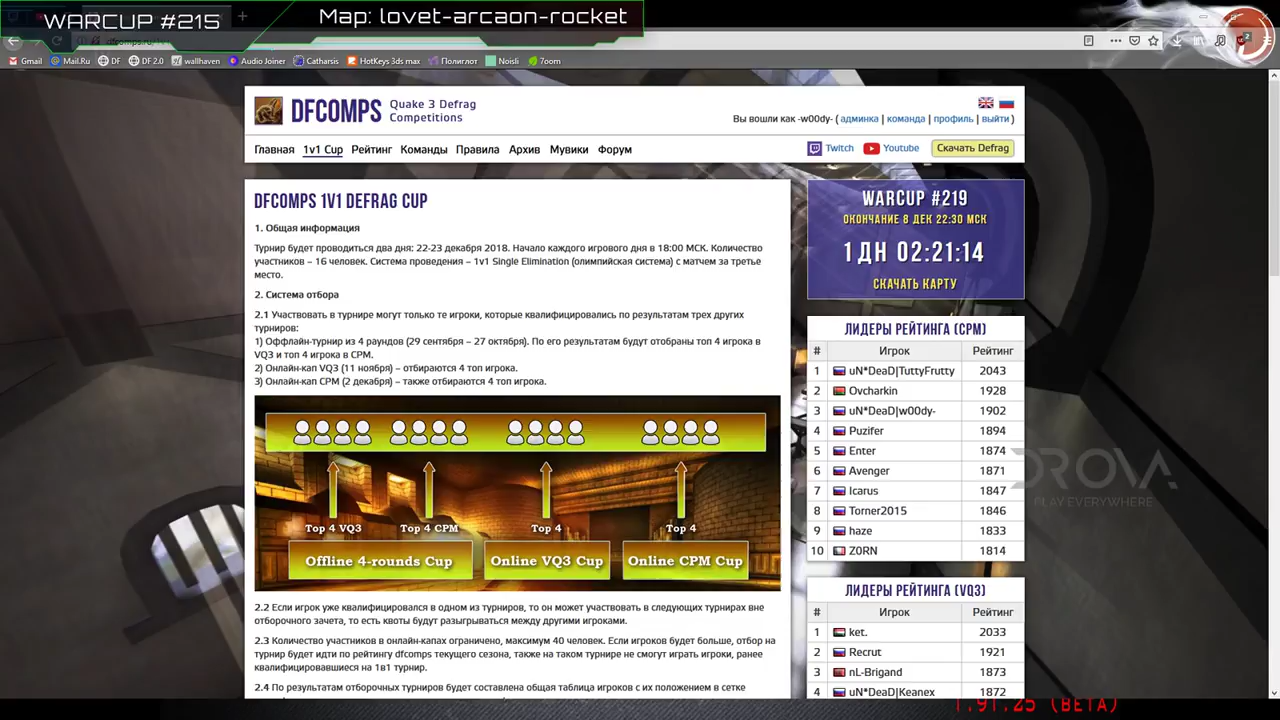 WARCUP #215
Map: lovet-arcaon-rocket
Gmail
Mail.Ru
DF
DF 2.0
wallhaven
Audio Joiner
Catharsis
HotKeys 3ds max
Полиглот
Noisli
7oom
DFCOMPS
Quake 3 Defrag
Competitions
Вы вошли как -w00dy- ( админка | команда | профиль | выйти )
Главная 1v1 Cup Рейтинг Команды Правила Архив Мувики Форум
Twitch Youtube Скачать Defrag
DFCOMPS 1V1 DEFRAG CUP
1. Общая информация
Турнир будет проводиться два дня: 22-23 декабря 2018. Начало каждого игрового дня в 18:00 МСК. Количество
участников – 16 человек. Система проведения – 1v1 Single Elimination (олимпийская система) с матчем за третье
место.
2. Система отбора
2.1 Участвовать в турнире могут только те игроки, которые квалифицировались по результатам трех других
турниров:
1) Оффлайн-турнир из 4 раундов (29 сентября – 27 октября). По его результатам будут отобраны топ 4 игрока в
VQ3 и топ 4 игрока в CPM.
2) Онлайн-кап VQ3 (11 ноября) – отбираются 4 топ игрока.
3) Онлайн-кап CPM (2 декабря) – также отбираются 4 топ игрока.
Top 4 VQ3 Top 4 CPM Top 4 Top 4
Offline 4-rounds Cup Online VQ3 Cup Online CPM Cup
2.2 Если игрок уже квалифицировался в одном из турниров, то он может участвовать в следующих турнирах вне
отборочного зачета, то есть квоты будут разыгрываться между другими игроками.
2.3 Количество участников в онлайн-капах ограничено, максимум 40 человек. Если игроков будет больше, отбор на
турнир будет идти по рейтингу dfcomps текущего сезона, также на таком турнире не смогут играть игроки, ранее
квалифицировавшиеся на 1в1 турнир.
2.4 По результатам отборочных турниров будет составлена общая таблица игроков с их положением в сетке
WARCUP #219
ОКОНЧАНИЕ 8 ДЕК 22:30 МСК
1 ДН 02:21:14
СКАЧАТЬ КАРТУ
ЛИДЕРЫ РЕЙТИНГА (CPM)
# Игрок Рейтинг
1 uN*DeaD|TuttyFrutty 2043
2 Ovcharkin 1928
3 uN*DeaD|w00dy- 1902
4 Puzifer 1894
5 Enter 1874
6 Avenger 1871
7 Icarus 1847
8 Torner2015 1846
9 haze 1833
10 Z0RN 1814
ЛИДЕРЫ РЕЙТИНГА (VQ3)
# Игрок Рейтинг
1 ket. 2033
2 Recrut 1921
3 nL-Brigand 1873
4 uN*DeaD|Keanex 1872
DROVA
PLAY EVERYWHERE
1.91.25 (BETA)